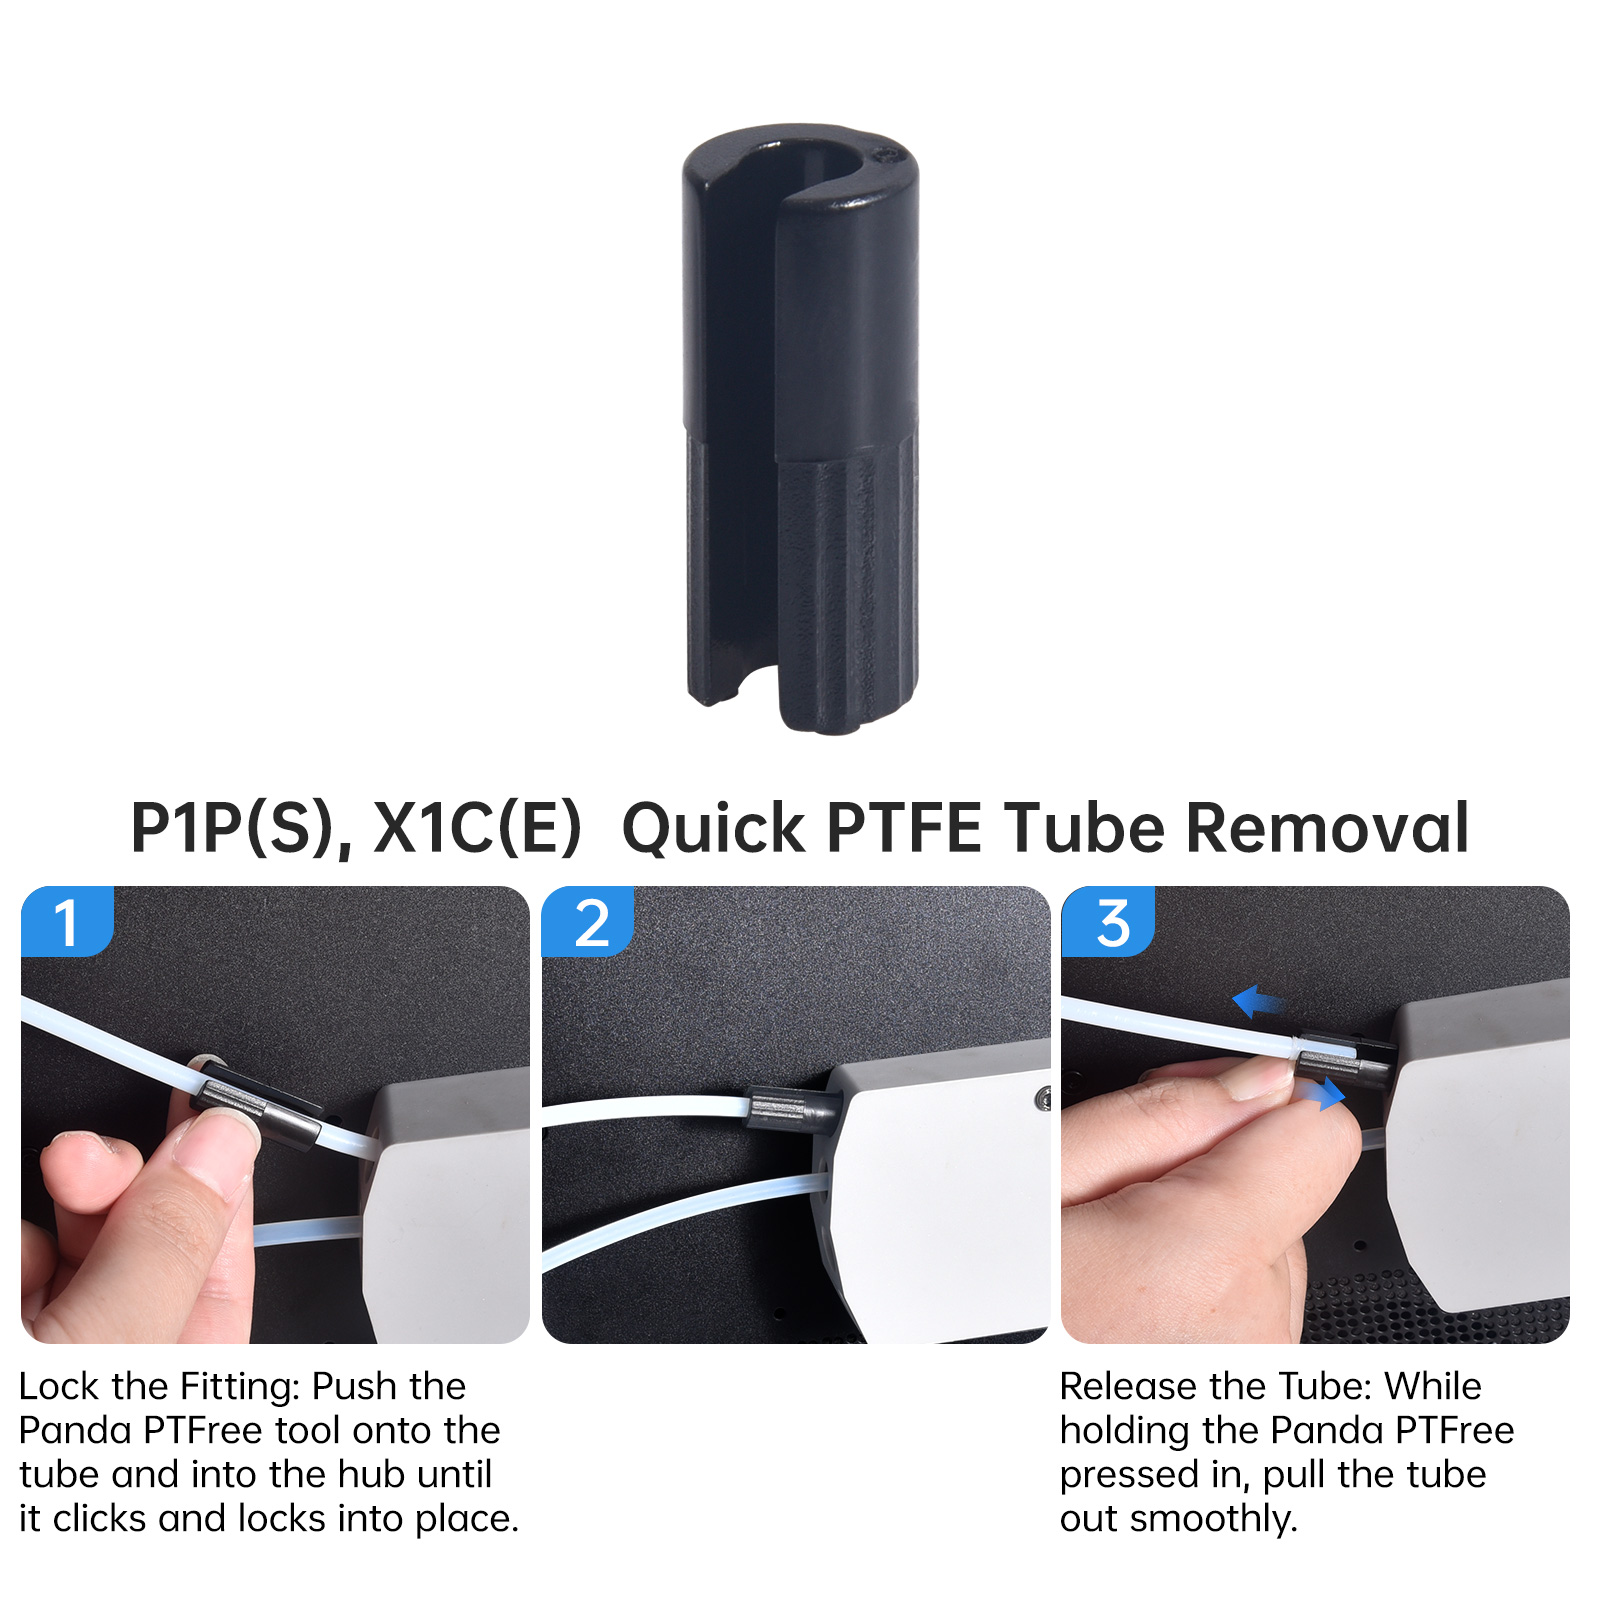 P1P(S), X1C(E) Quick PTFE Tube Removal
1
2
3
Lock the Fitting: Push the
Panda PTFree tool onto the
tube and into the hub until
it clicks and locks into place.
Release the Tube: While
holding the Panda PTFree
pressed in, pull the tube
out smoothly.